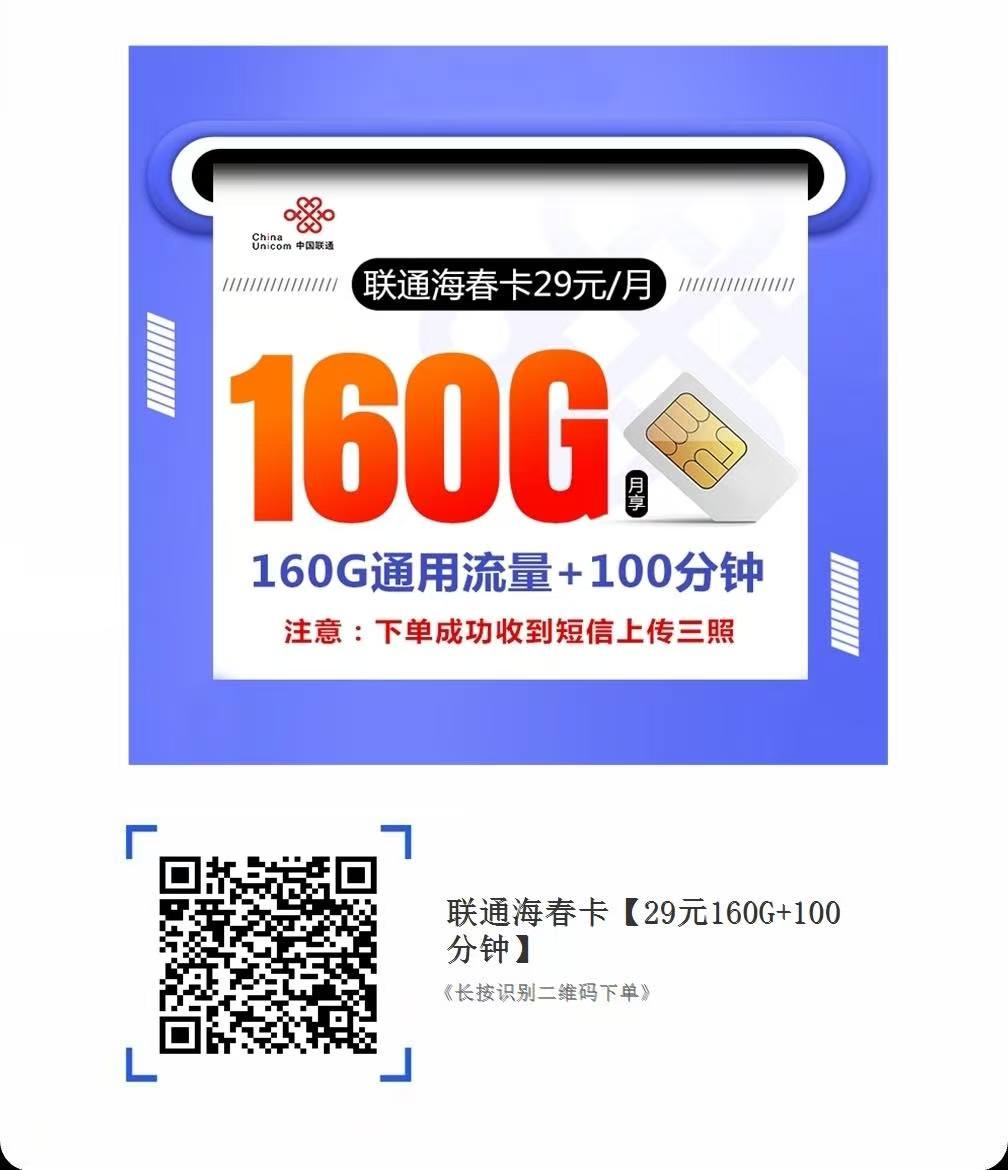 China
Unicom 中国联通
联通海春卡29元/月
160G
月享
160G通用流量+100分钟
注意：下单成功收到短信上传三照
联通海春卡【29元160G+100
分钟】
《长按识别二维码下单》